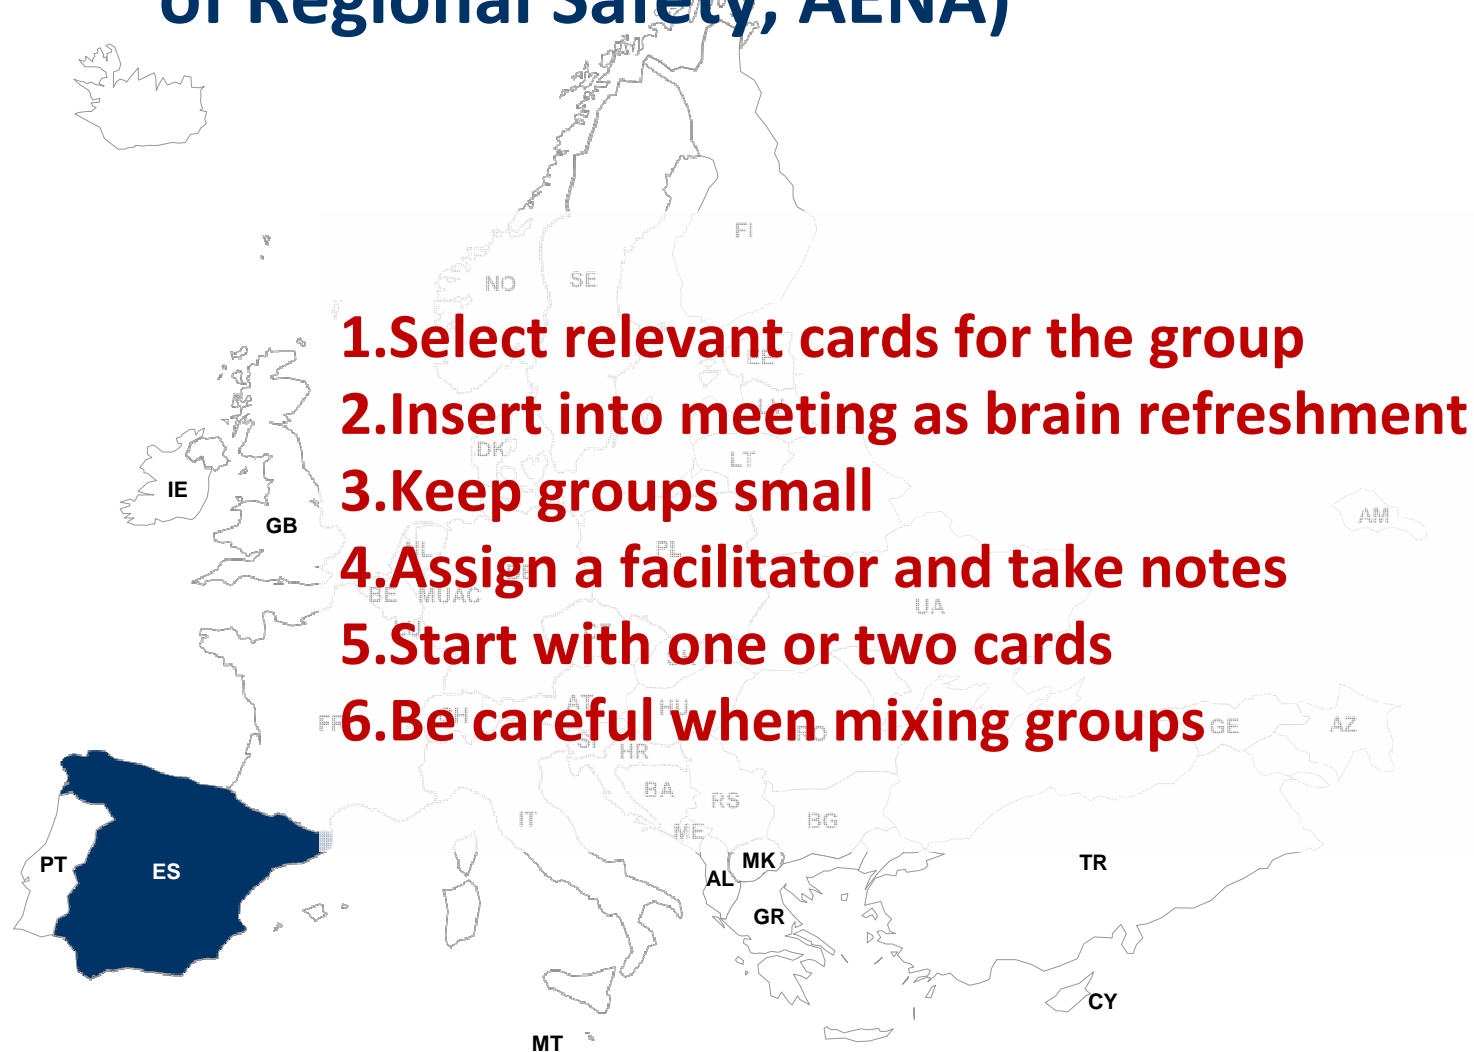 of Regional Safety, AENA)
FI
NO
SE
1.Select relevant cards for the group
2.Insert into meeting as brain refreshment
DK
LT
3.Keep groups small
IE
GB
AM
PL
4.Assign a facilitator and take notes
BE MUAC
UA
5.Start with one or two cards
AT
HU
6.Be careful when mixing groups
RO
GE
AZ
HR
BA
RS
IT
BG
ME
PT
ES
MK
AL
TR
GR
CY
MT